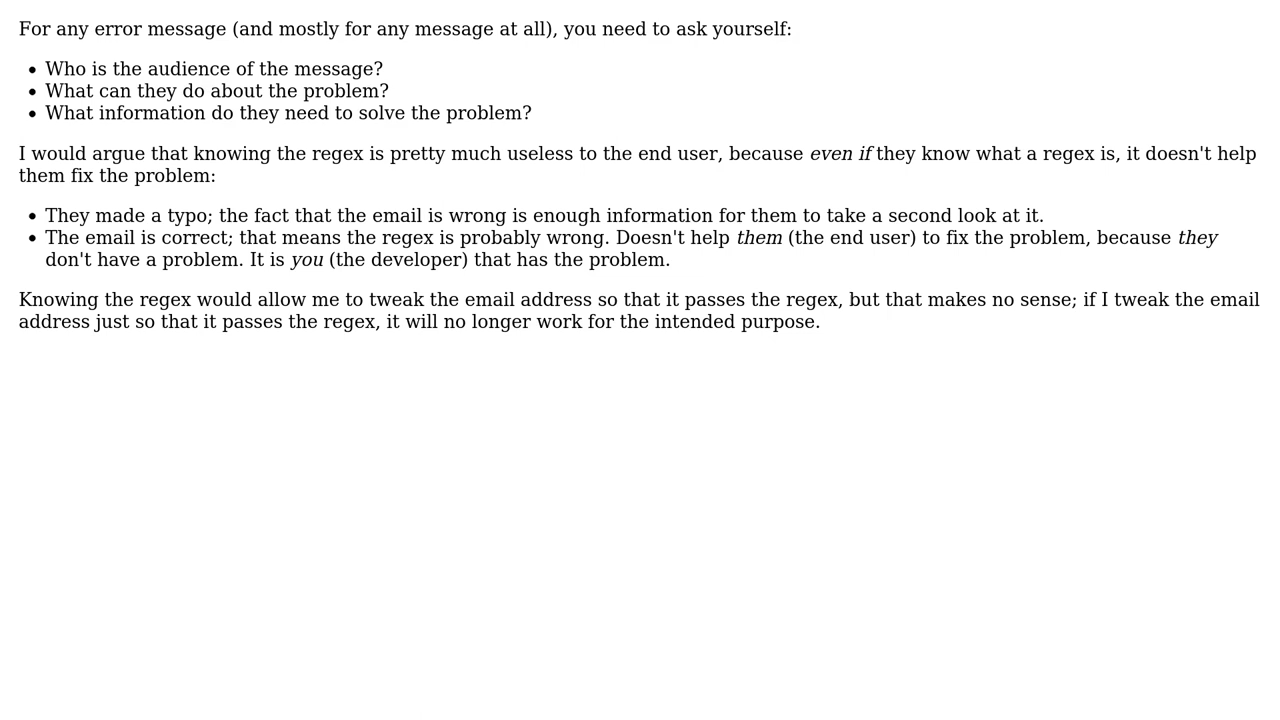 For any error message (and mostly for any message at all), you need to ask yourself:
• Who is the audience of the message?
• What can they do about the problem?
• What information do they need to solve the problem?
I would argue that knowing the regex is pretty much useless to the end user, because even if they know what a regex is, it doesn't help
them fix the problem:
• They made a typo; the fact that the email is wrong is enough information for them to take a second look at it.
• The email is correct; that means the regex is probably wrong. Doesn't help them (the end user) to fix the problem, because they
don't have a problem. It is you (the developer) that has the problem.
Knowing the regex would allow me to tweak the email address so that it passes the regex, but that makes no sense; if I tweak the email
address just so that it passes the regex, it will no longer work for the intended purpose.